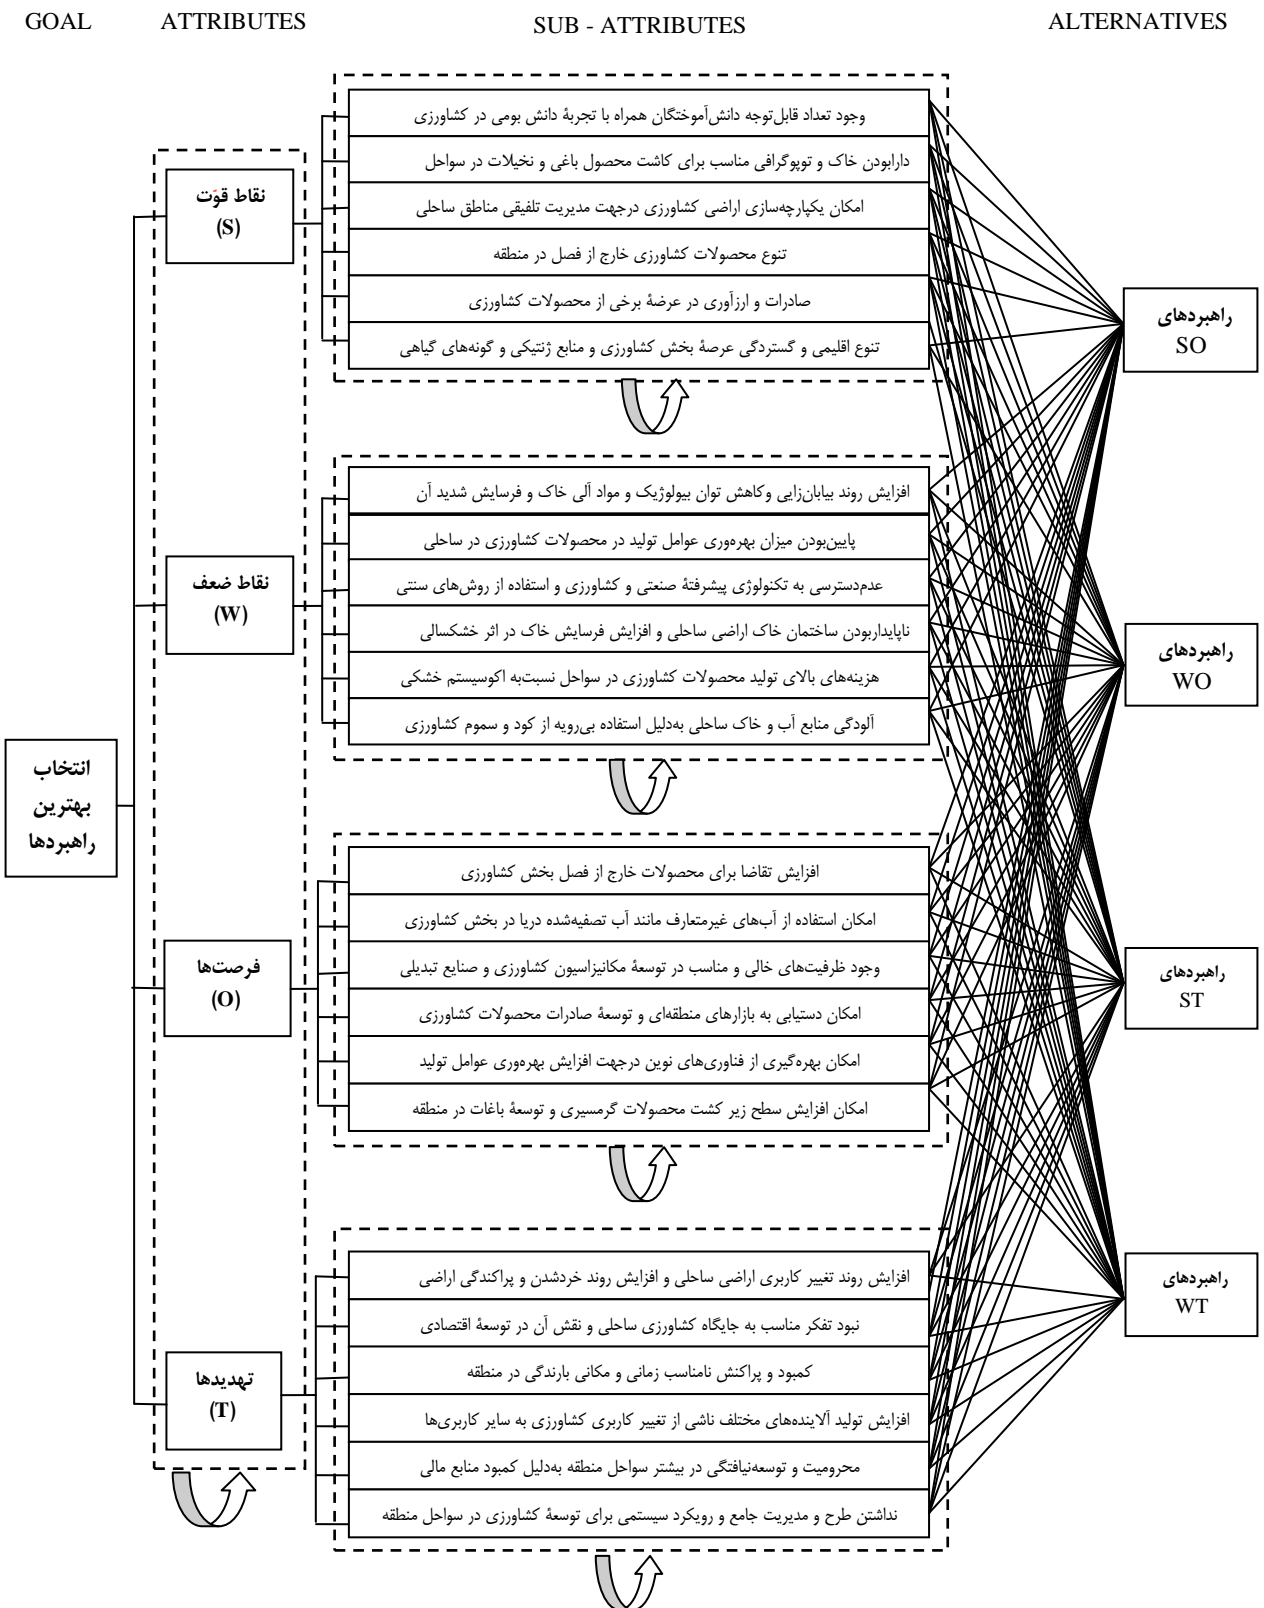 GOAL
ATTRIBUTES
SUB - ATTRIBUTES
ALTERNATIVES
انتخاب
بهترین
راهبردها
نقاط قوّت
(S)
وجود تعداد قابل‌توجه دانش‌آموختگان همراه با تجربۀ دانش بومی در کشاورزی
دارابودن خاک و توپوگرافی مناسب برای کاشت محصول باغی و نخیلات در سواحل
امکان یکپارچه‌سازی اراضی کشاورزی درجهت مدیریت تلفیقی مناطق ساحلی
تنوع محصولات کشاورزی خارج از فصل در منطقه
صادرات و ارزآوری در عرضۀ برخی از محصولات کشاورزی
تنوع اقلیمی و گستردگی عرصۀ بخش کشاورزی و منابع ژنتیکی و گونه‌های گیاهی
نقاط ضعف
(W)
افزایش روند بیابان‌زایی وکاهش توان بیولوژیک و مواد آلی خاک و فرسایش شدید آن
پایین‌بودن میزان بهره‌وری عوامل تولید در محصولات کشاورزی در ساحلی
عدم‌دسترسی به تکنولوژی پیشرفتۀ صنعتی و کشاورزی و استفاده از روش‌های سنتی
ناپایداربودن ساختمان خاک اراضی ساحلی و افزایش فرسایش خاک در اثر خشکسالی
هزینه‌های بالای تولید محصولات کشاورزی در سواحل نسبت‌به اکوسیستم خشکی
آلودگی منابع آب و خاک ساحلی به‌دلیل استفاده بی‌رویه از کود و سموم کشاورزی
فرصت‌ها
(O)
افزایش تقاضا برای محصولات خارج از فصل بخش کشاورزی
امکان استفاده از آب‌های غیرمتعارف مانند آب تصفیه‌شده دریا در بخش کشاورزی
وجود ظرفیت‌های خالی و مناسب در توسعۀ مکانیزاسیون کشاورزی و صنایع تبدیلی
امکان دستیابی به بازارهای منطقه‌ای و توسعۀ صادرات محصولات کشاورزی
امکان بهره‌گیری از فناوری‌های نوین درجهت افزایش بهره‌وری عوامل تولید
امکان افزایش سطح زیر کشت محصولات گرمسیری و توسعۀ باغات در منطقه
تهدیدها
(T)
افزایش روند تغییر کاربری اراضی ساحلی و افزایش روند خردشدن و پراکندگی اراضی
نبود تفکر مناسب به جایگاه کشاورزی ساحلی و نقش آن در توسعۀ اقتصادی
کمبود و پراکنش نامناسب زمانی و مکانی بارندگی در منطقه
افزایش تولید آلاینده‌های مختلف ناشی از تغییر کاربری کشاورزی به سایر کاربری‌ها
محرومیت و توسعه‌نیافتگی در بیشتر سواحل منطقه به‌دلیل کمبود منابع مالی
نداشتن طرح و مدیریت جامع و رویکرد سیستمی برای توسعۀ کشاورزی در سواحل منطقه
راهبردهای
SO
راهبردهای
WO
راهبردهای
ST
راهبردهای
WT